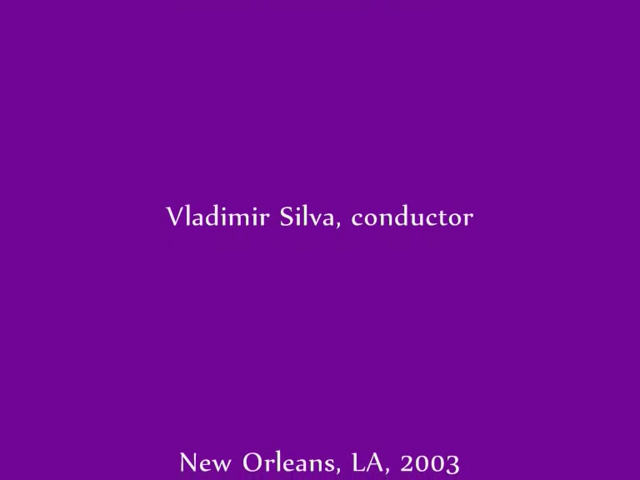 Vladimir Silva, conductor
New Orleans, LA, 2003